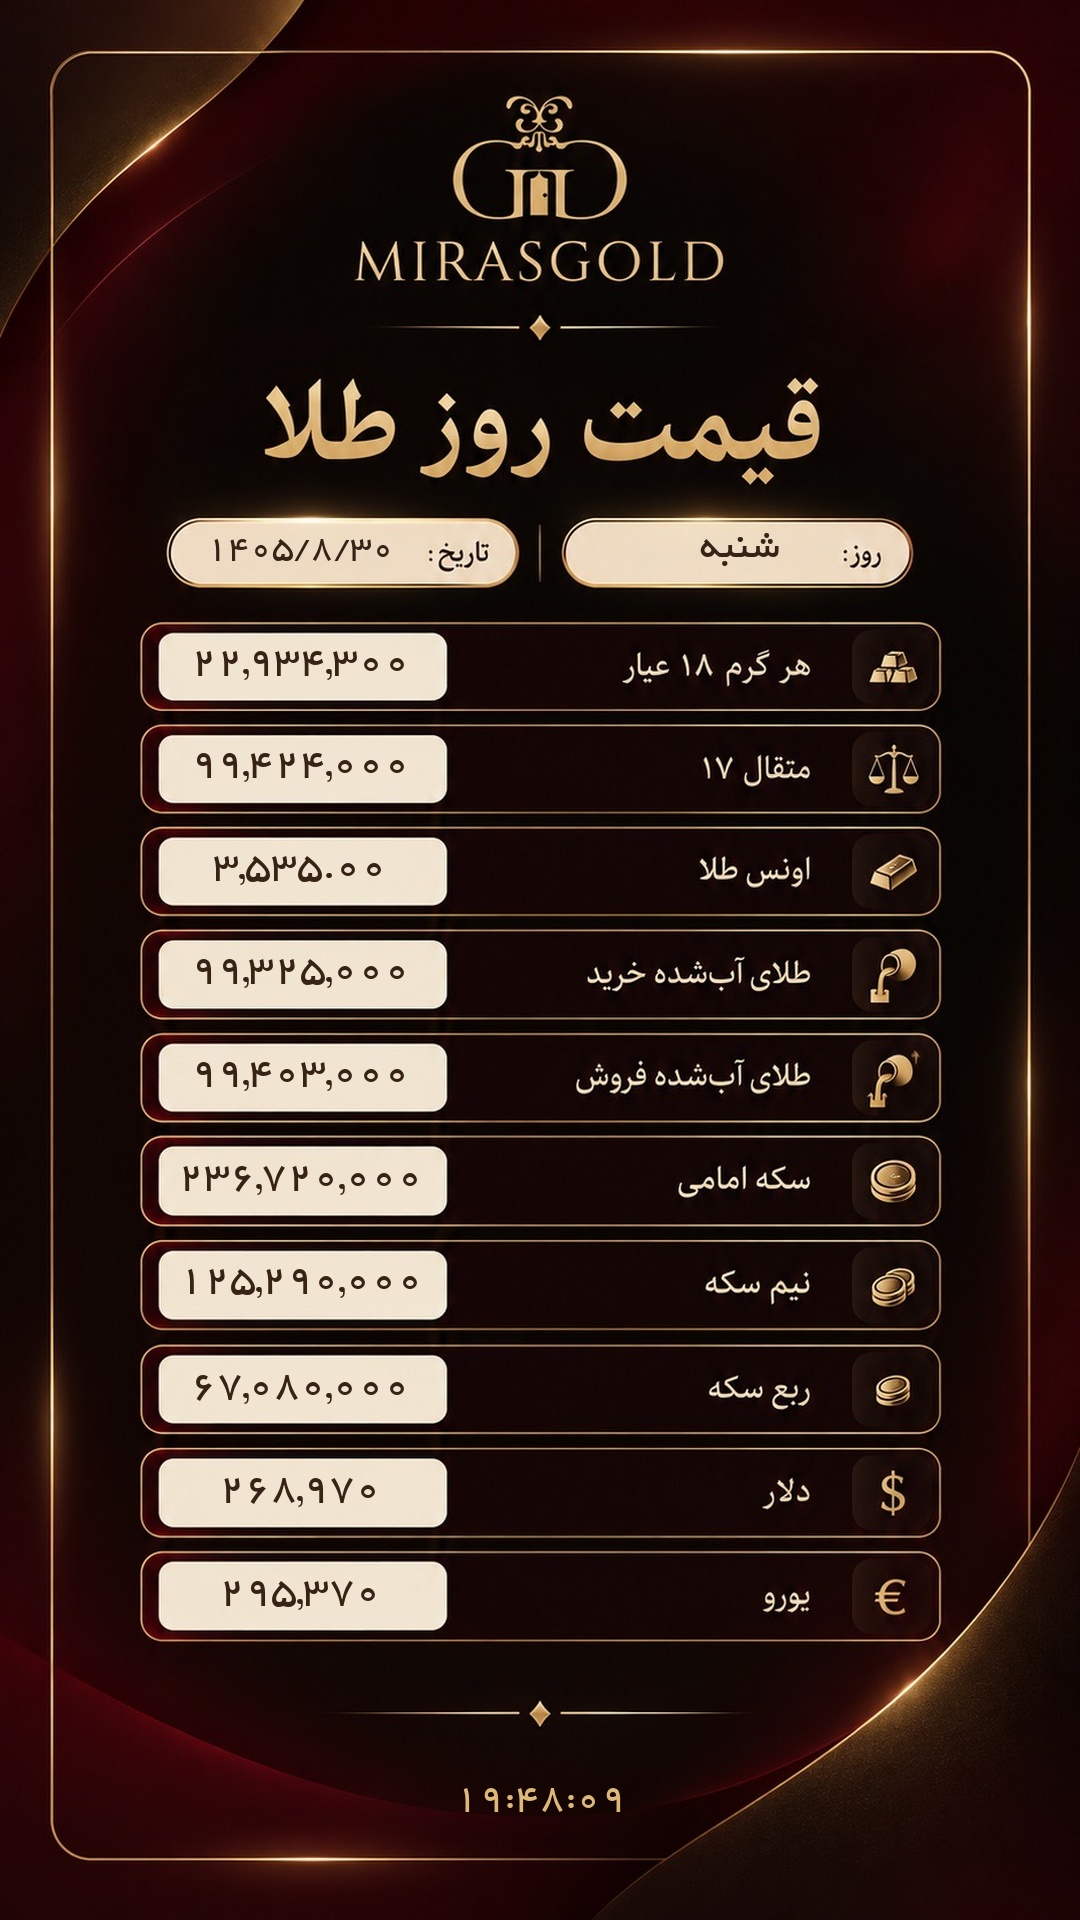 MIRASGOLD
قیمت روز طلا
روز: شنبه
تاریخ: ۱۴۰۵/۸/۳۰
هر گرم ۱۸ عیار ۲۲,۹۳۴,۳۰۰
متقال ۱۷ ۹۹,۴۲۴,۰۰۰
اونس طلا ۳,۵۳۵.۰۰
طلای آب‌شده خرید ۹۹,۳۲۵,۰۰۰
طلای آب‌شده فروش ۹۹,۴۰۳,۰۰۰
سکه امامی ۲۳۶,۷۲۰,۰۰۰
نیم سکه ۱۲۵,۲۹۰,۰۰۰
ربع سکه ۶۷,۰۸۰,۰۰۰
دلار ۲۶۸,۹۷۰
$
یورو ۲۹۵,۳۷۰
€
۱۹:۴۸:۰۹